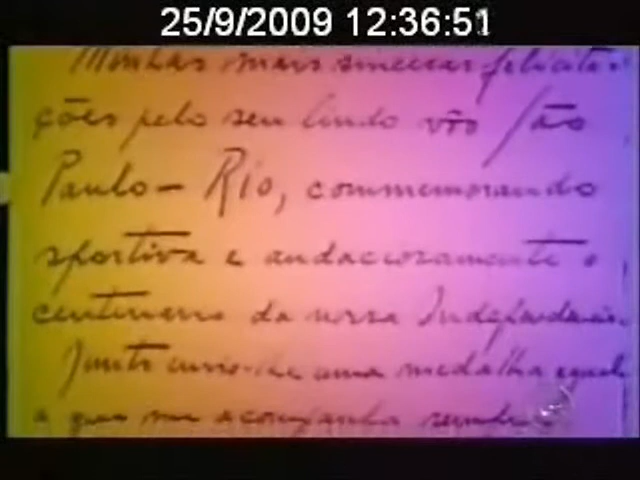 25/9/2009 12:36:51
Minhas mais sinceras felicita-
ções pelo seu lindo vôo São
Paulo - Rio, commemorando
sportiva e audaciosamente o
centenario da nossa Independencia.
Junto envio-lhe uma medalha egual
a que me acompanha sempre